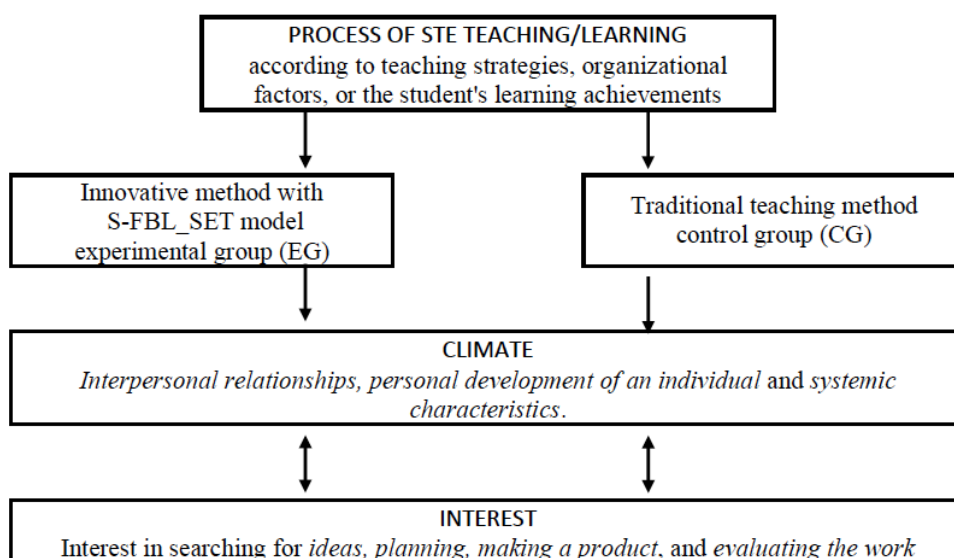 PROCESS OF STE TEACHING/LEARNING
according to teaching strategies, organizational
factors, or the student's learning achievements
Innovative method with
S-FBL_SET model
experimental group (EG)
Traditional teaching method
control group (CG)
CLIMATE
Interpersonal relationships, personal development of an individual and systemic
characteristics.
INTEREST
Interest in searching for ideas, planning, making a product, and evaluating the work